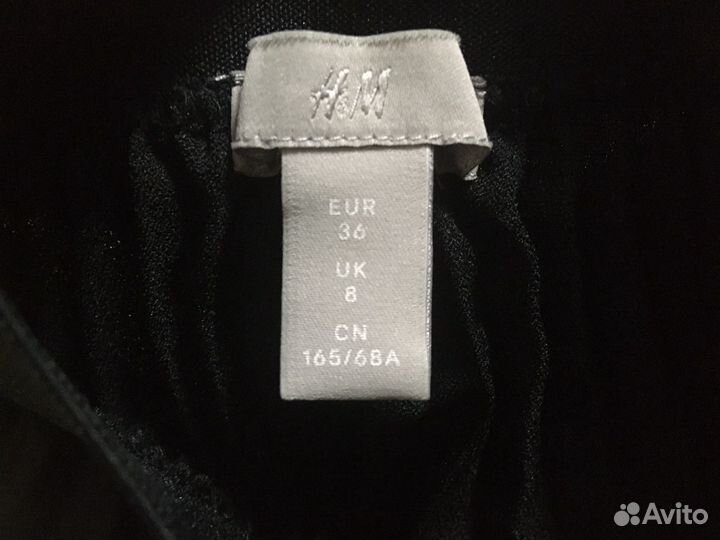 H&M
EUR
36
UK
8
CN
165/68A
Avito